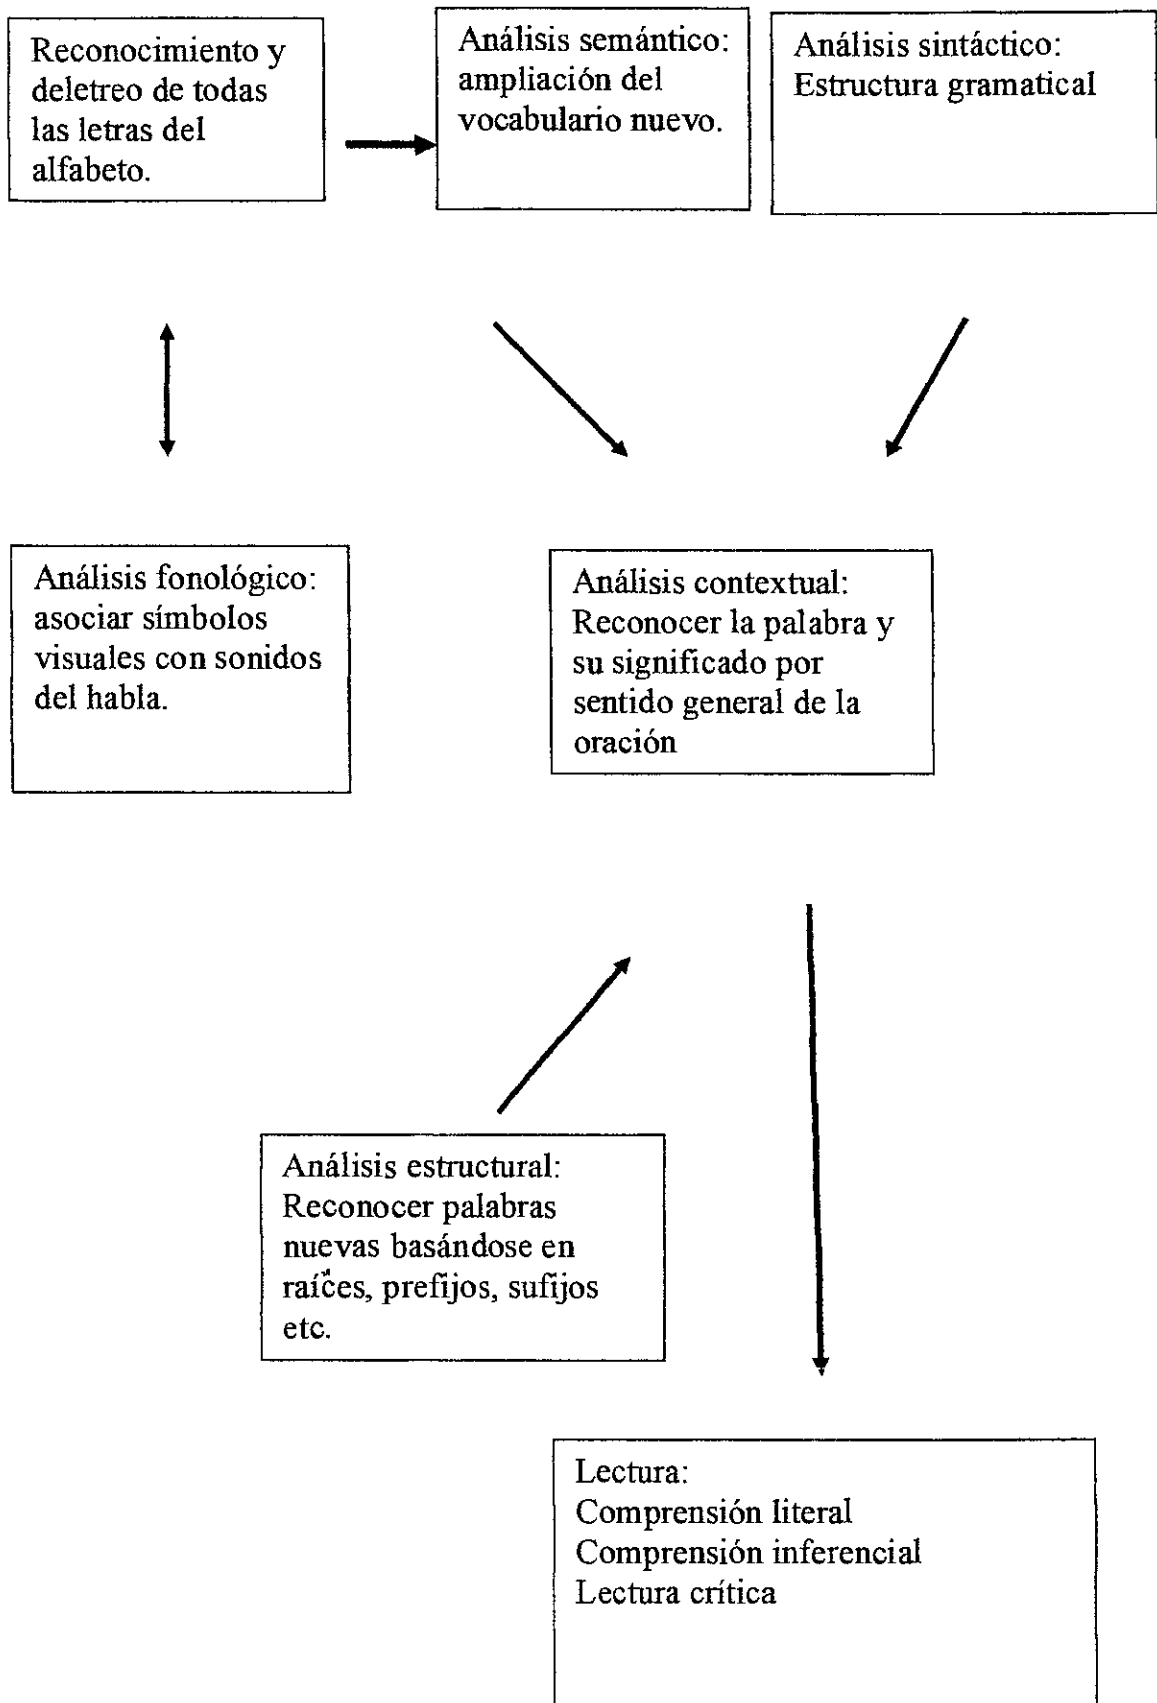 Reconocimiento y
deletreo de todas
las letras del
alfabeto.
Análisis semántico:
ampliación del
vocabulario nuevo.
Análisis sintáctico:
Estructura gramatical
Análisis fonológico:
asociar símbolos
visuales con sonidos
del habla.
Análisis contextual:
Reconocer la palabra y
su significado por
sentido general de la
oración
Análisis estructural:
Reconocer palabras
nuevas basándose en
raíces, prefijos, sufijos
etc.
Lectura:
Comprensión literal
Comprensión inferencial
Lectura crítica